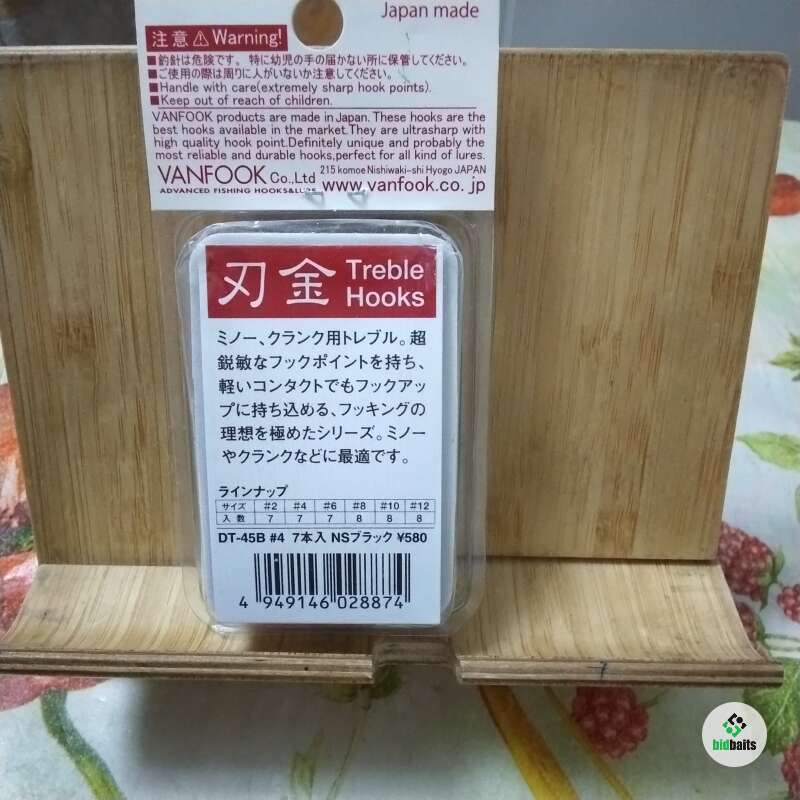 Japan made
注意⚠Warning!
■釣針は危険です。特に幼児の手の届かない所に保管してください。
■ご使用の際は周りに人がいないか注意してください。
■Handle with care(extremely sharp hook points).
■Keep out of reach of children.
VANFOOK products are made in Japan. These hooks are the
best hooks available in the market.They are ultrasharp with
high quality hook point.Definitely unique and probably the
most reliable and durable hooks,perfect for all kind of lures.
VANFOOK Co.,Ltd 215 komoe Nishiwaki-shi Hyogo JAPAN
ADVANCED FISHING HOOKS&LURE www.vanfook.co.jp
刃金 Treble Hooks
ミノー、クランク用トレブル。超
鋭敏なフックポイントを持ち、
軽いコンタクトでもフックアッ
プに持ち込める、フッキングの
理想を極めたシリーズ。ミノー
やクランクなどに最適です。
ラインナップ
サイズ #2 #4 #6 #8 #10 #12
入数 7 7 7 8 8 8
DT-45B #4 7本入 NSブラック ¥580
4 949146 028874
7
bidbaits